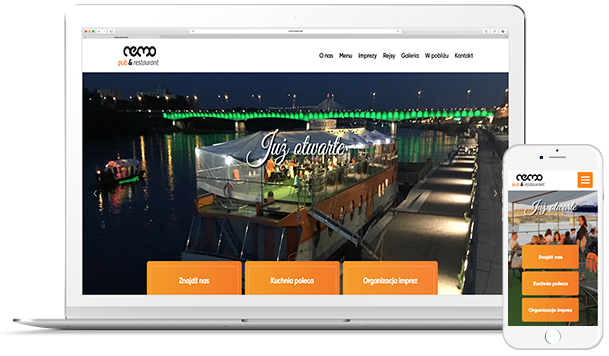 nemo
pub & restaurant
O nas Menu Imprezy Rejsy Galeria W pobliżu Kontakt
Już otwarte
Znajdź nas Kuchnia poleca Organizacja imprez
nemo
pub & restaurant
Już otwarte
Znajdź nas
Kuchnia poleca
Organizacja imprez